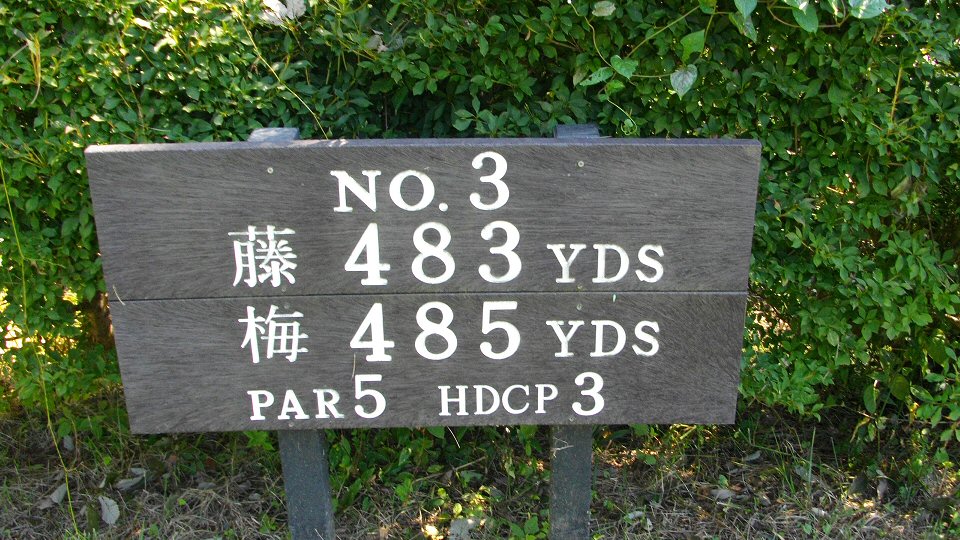 NO. 3
藤 483 YDS
梅 485 YDS
PAR 5 HDCP 3